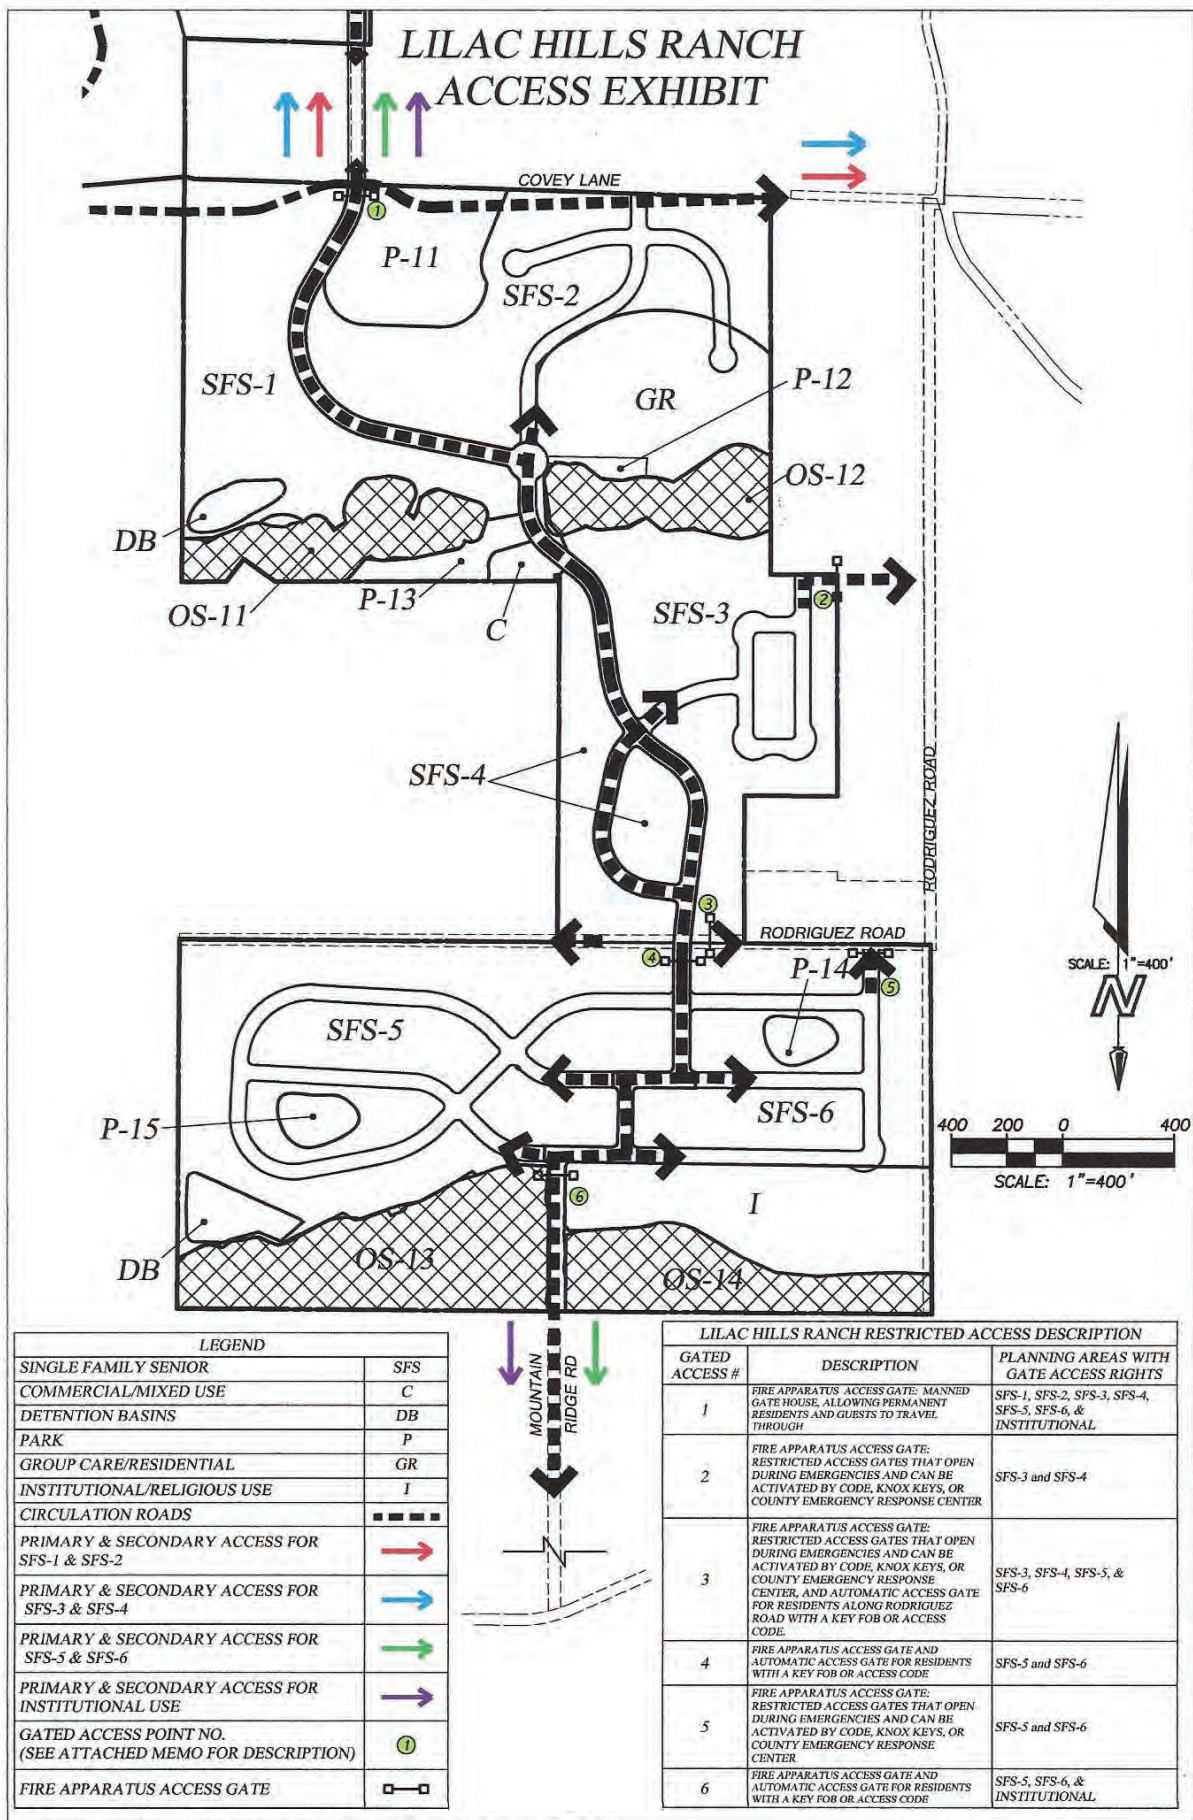 LILAC HILLS RANCH
ACCESS EXHIBIT
COVEY LANE
1
P-11
SFS-2
SFS-1
GR
P-12
OS-12
DB
OS-11
P-13
C
SFS-3
2
SFS-4
RODRIGUEZ ROAD
3
RODRIGUEZ ROAD
4
P-14
5
SCALE: 1"=400'
N
SFS-5
P-15
SFS-6
400 200 0 400
SCALE: 1"=400'
6
I
DB
OS-13
OS-14
MOUNTAIN
RIDGE RD
N
LEGEND
SINGLE FAMILY SENIOR SFS
COMMERCIAL/MIXED USE C
DETENTION BASINS DB
PARK P
GROUP CARE/RESIDENTIAL GR
INSTITUTIONAL/RELIGIOUS USE I
CIRCULATION ROADS
PRIMARY & SECONDARY ACCESS FOR
SFS-1 & SFS-2
PRIMARY & SECONDARY ACCESS FOR
SFS-3 & SFS-4
PRIMARY & SECONDARY ACCESS FOR
SFS-5 & SFS-6
PRIMARY & SECONDARY ACCESS FOR
INSTITUTIONAL USE
GATED ACCESS POINT NO.
(SEE ATTACHED MEMO FOR DESCRIPTION) 1
FIRE APPARATUS ACCESS GATE
LILAC HILLS RANCH RESTRICTED ACCESS DESCRIPTION
GATED
ACCESS #
DESCRIPTION
PLANNING AREAS WITH
GATE ACCESS RIGHTS
1
FIRE APPARATUS ACCESS GATE: MANNED
GATE HOUSE, ALLOWING PERMANENT
RESIDENTS AND GUESTS TO TRAVEL
THROUGH
SFS-1, SFS-2, SFS-3, SFS-4,
SFS-5, SFS-6, &
INSTITUTIONAL
2
FIRE APPARATUS ACCESS GATE:
RESTRICTED ACCESS GATES THAT OPEN
DURING EMERGENCIES AND CAN BE
ACTIVATED BY CODE, KNOX KEYS, OR
COUNTY EMERGENCY RESPONSE CENTER
SFS-3 and SFS-4
3
FIRE APPARATUS ACCESS GATE:
RESTRICTED ACCESS GATES THAT OPEN
DURING EMERGENCIES AND CAN BE
ACTIVATED BY CODE, KNOX KEYS, OR
COUNTY EMERGENCY RESPONSE
CENTER, AND AUTOMATIC ACCESS GATE
FOR RESIDENTS ALONG RODRIGUEZ
ROAD WITH A KEY FOB OR ACCESS
CODE.
SFS-3, SFS-4, SFS-5, &
SFS-6
4
FIRE APPARATUS ACCESS GATE AND
AUTOMATIC ACCESS GATE FOR RESIDENTS
WITH A KEY FOB OR ACCESS CODE
SFS-5 and SFS-6
5
FIRE APPARATUS ACCESS GATE:
RESTRICTED ACCESS GATES THAT OPEN
DURING EMERGENCIES AND CAN BE
ACTIVATED BY CODE, KNOX KEYS, OR
COUNTY EMERGENCY RESPONSE
CENTER
SFS-5 and SFS-6
6
FIRE APPARATUS ACCESS GATE AND
AUTOMATIC ACCESS GATE FOR RESIDENTS
WITH A KEY FOB OR ACCESS CODE
SFS-5, SFS-6, &
INSTITUTIONAL